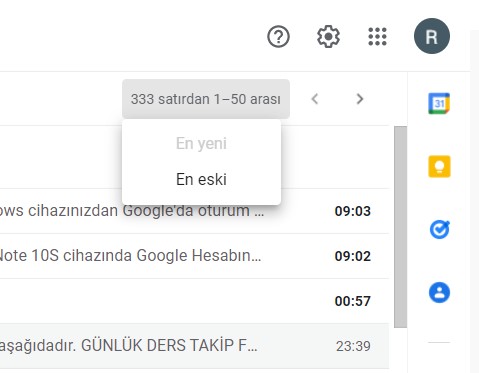 R
333 satırdan 1–50 arası
31
En yeni
En eski
ows cihazınızdan Google'da oturum ... 09:03
Note 10S cihazında Google Hesabın... 09:02
00:57
aşağıdadır. GÜNLÜK DERS TAKİP F... 23:39